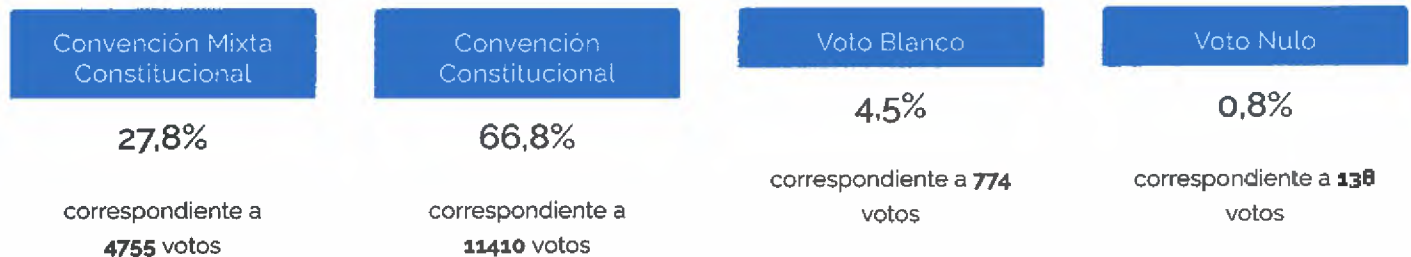 Convención Mixta
Constitucional
27,8%
correspondiente a
4755 votos
Convención
Constitucional
66,8%
correspondiente a
11410 votos
Voto Blanco
4,5%
correspondiente a 774
votos
Voto Nulo
0,8%
correspondiente a 138
votos